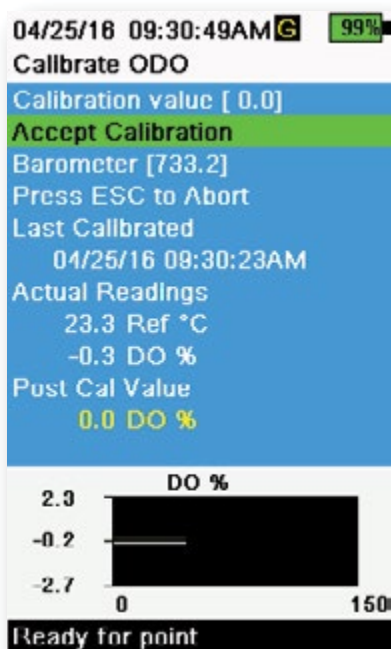 04/25/16 09:30:49AM G 99%
Calibrate ODO
Calibration value [ 0.0]
Accept Calibration
Barometer [733.2]
Press ESC to Abort
Last Calibrated
04/25/16 09:30:23AM
Actual Readings
23.3 Ref °C
-0.3 DO %
Post Cal Value
0.0 DO %
DO %
2.3
-0.2
-2.7
0 150
Ready for point